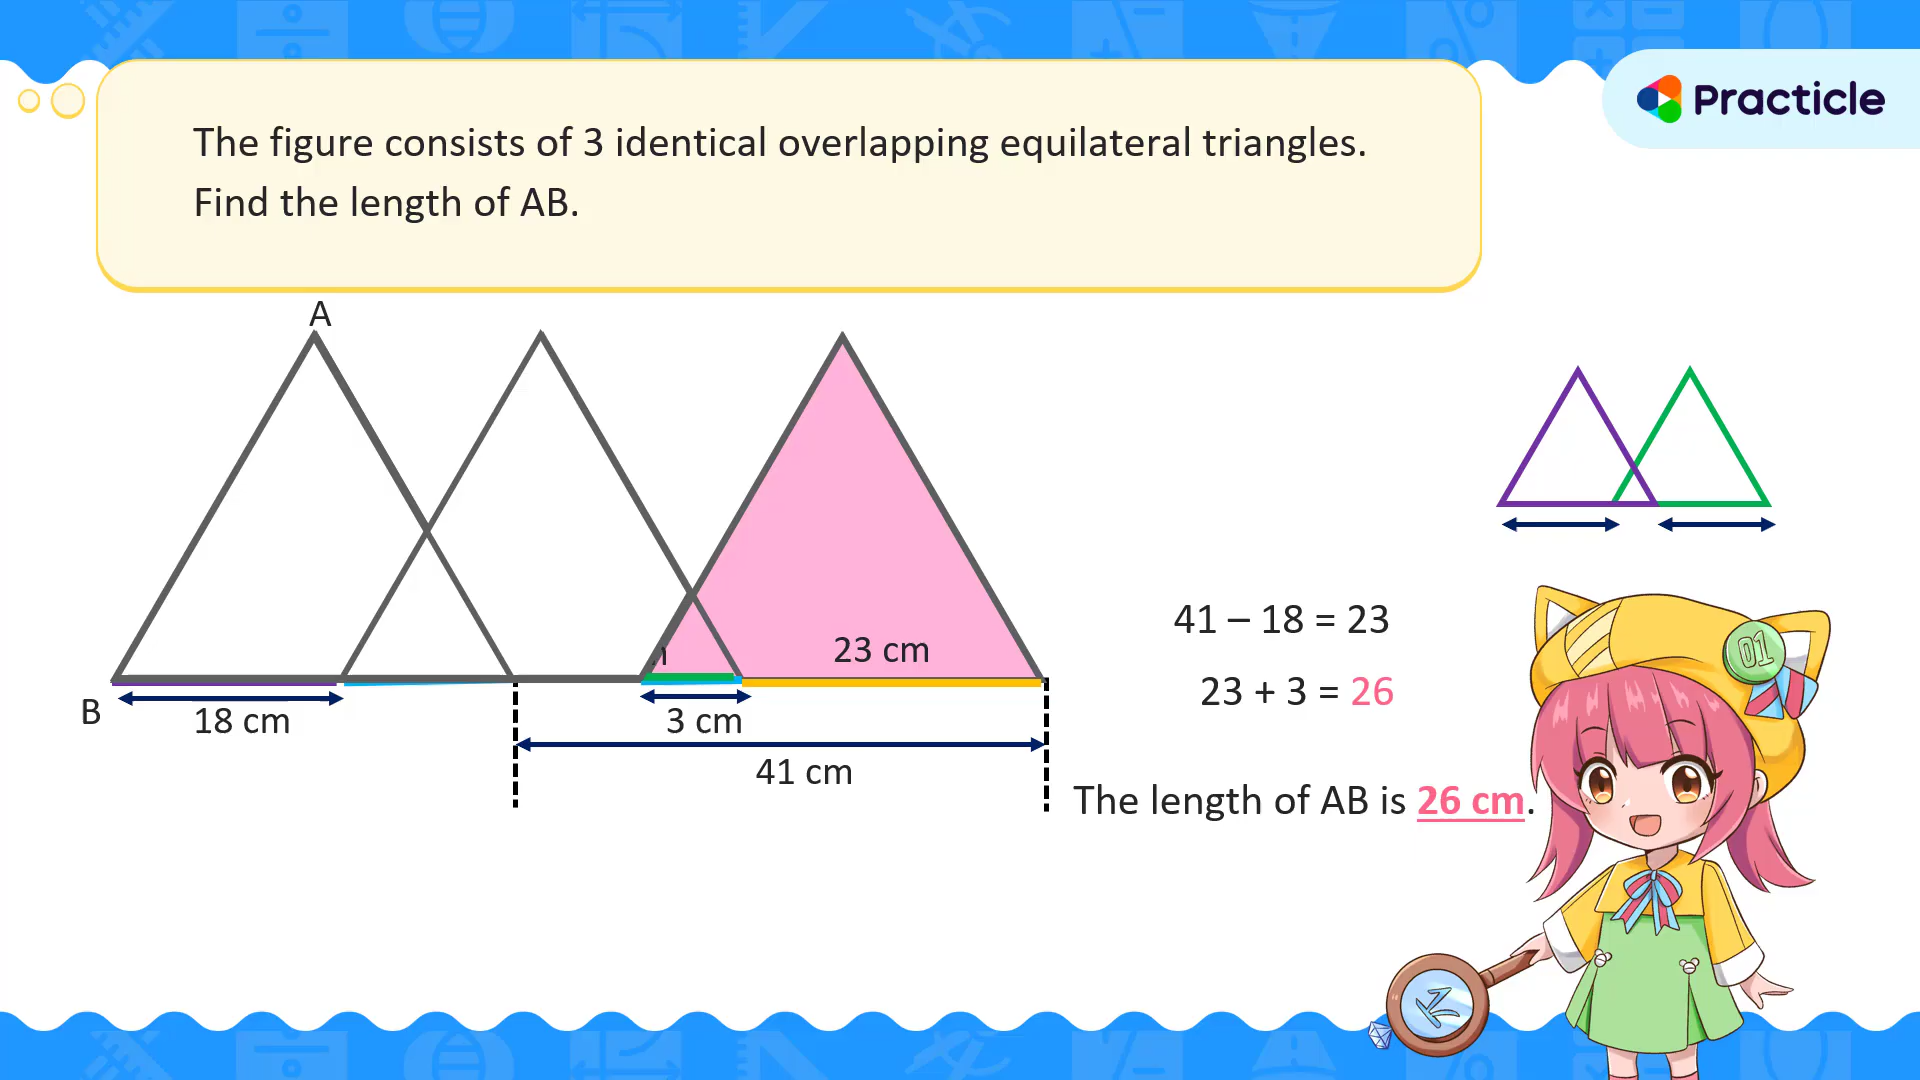 Practicle
The figure consists of 3 identical overlapping equilateral triangles.
Find the length of AB.
A
B
18 cm
3 cm
23 cm
41 cm
41 – 18 = 23
23 + 3 = 26
The length of AB is 26 cm.
01